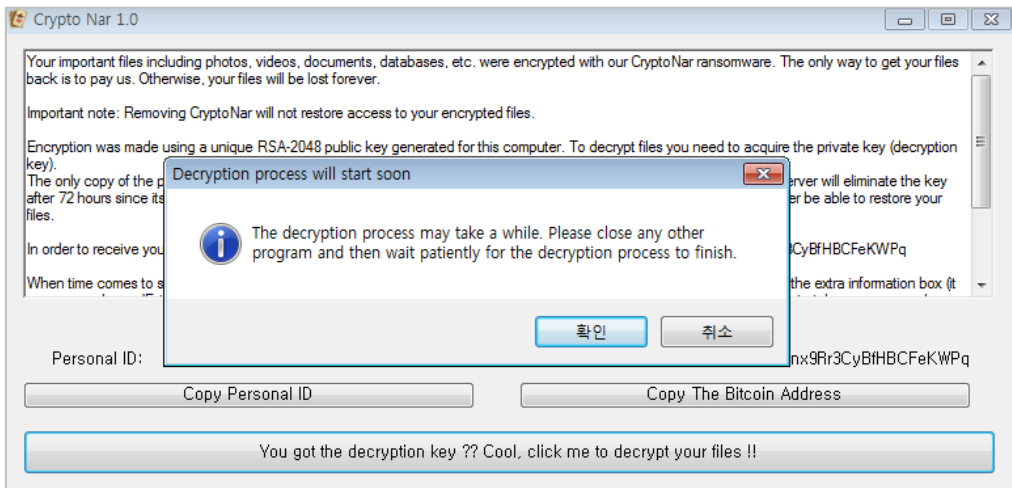 Crypto Nar 1.0
Your important files including photos, videos, documents, databases, etc. were encrypted with our CryptoNar ransomware. The only way to get your files
back is to pay us. Otherwise, your files will be lost forever.
Important note: Removing CryptoNar will not restore access to your encrypted files.
Encryption was made using a unique RSA-2048 public key generated for this computer. To decrypt files you need to acquire the private key (decryption
key).
The only copy of the p
erver will eliminate the key
after 72 hours since its
er be able to restore your
files.
In order to receive you
CyBfHBCFeKWPq
When time comes to s
the extra information box (it
Decryption process will start soon
The decryption process may take a while. Please close any other
program and then wait patiently for the decryption process to finish.
확인 취소
Personal ID:
nx9Rr3CyBfHBCFeKWPq
Copy Personal ID
Copy The Bitcoin Address
You got the decryption key ?? Cool, click me to decrypt your files !!